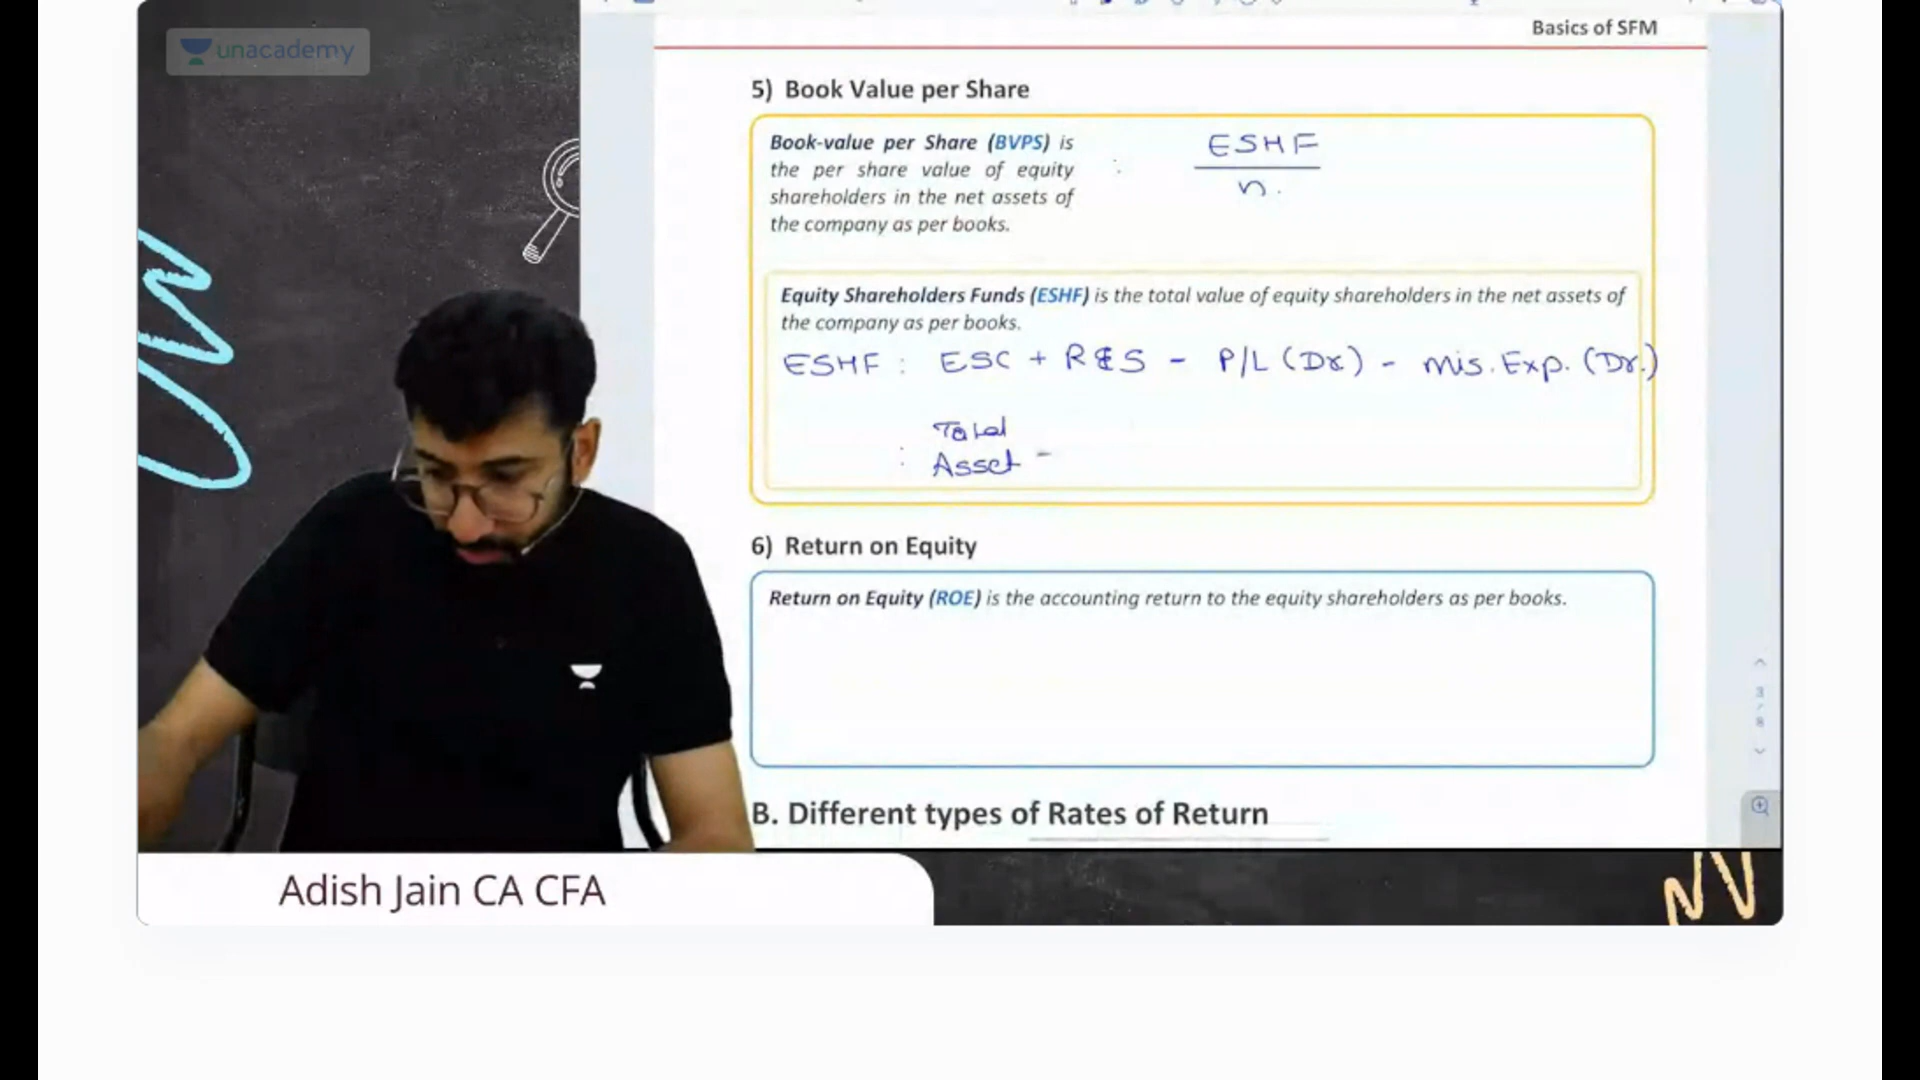 unacademy
Basics of SFM
5) Book Value per Share
Book-value per Share (BVPS) is
the per share value of equity
shareholders in the net assets of
the company as per books.
: ESHF
n.
Equity Shareholders Funds (ESHF) is the total value of equity shareholders in the net assets of
the company as per books.
ESHF : ESC + R&S - P/L (Dr) - Mis. Exp. (Dr.)
: Total
Asset -
6) Return on Equity
Return on Equity (ROE) is the accounting return to the equity shareholders as per books.
3
/
8
B. Different types of Rates of Return
Adish Jain CA CFA